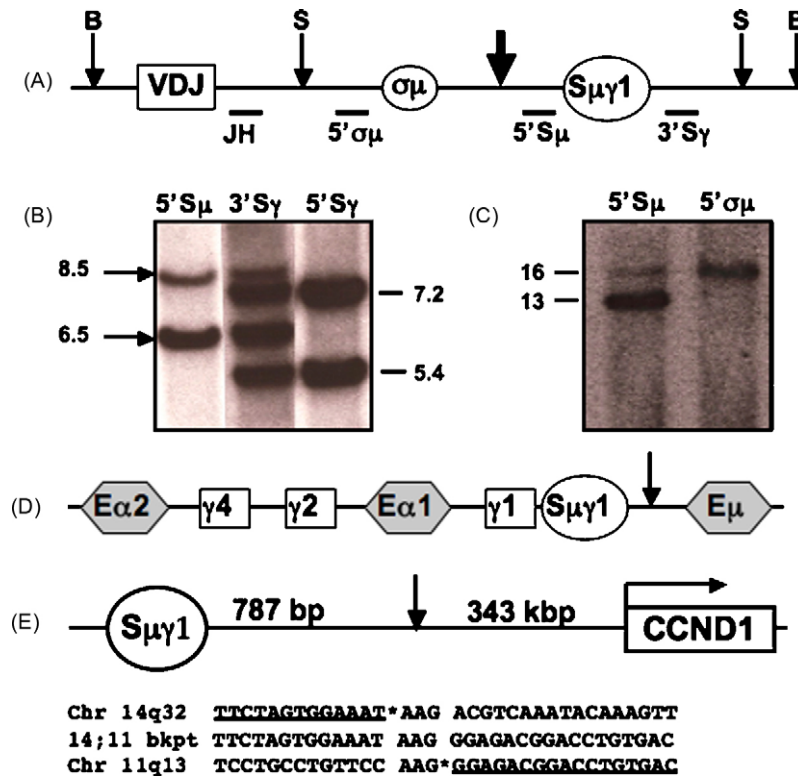 B S S B
(A) VDJ σμ Sμγ1
JH 5'σμ 5'Sμ 3'Sγ
(B) 5'Sμ 3'Sγ 5'Sγ (C) 5'Sμ 5'σμ
8.5 16
7.2
6.5 13
5.4
(D) Eα2 γ4 γ2 Eα1 γ1 Sμγ1 Eμ
(E) Sμγ1 787 bp 343 kbp CCND1
Chr 14q32 TTCTAGTGGAAAT*AAG ACGTCAAATACAAAGTT
14;11 bkpt TTCTAGTGGAAAT AAG GGAGACGGACCTGTGAC
Chr 11q13 TCCTGCCTGTTCC AAG*GGAGACGGACCTGTGAC